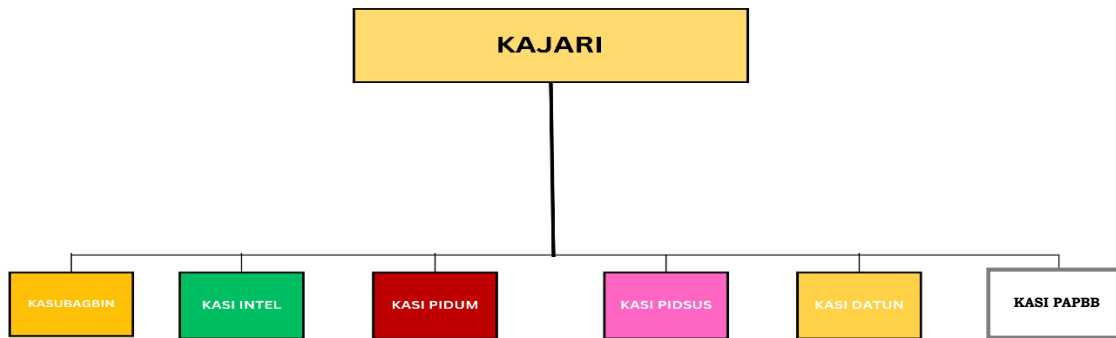 KAJARI
KASUBAGBIN
KASI INTEL
KASI PIDUM
KASI PIDSUS
KASI DATUN
KASI PAPBB